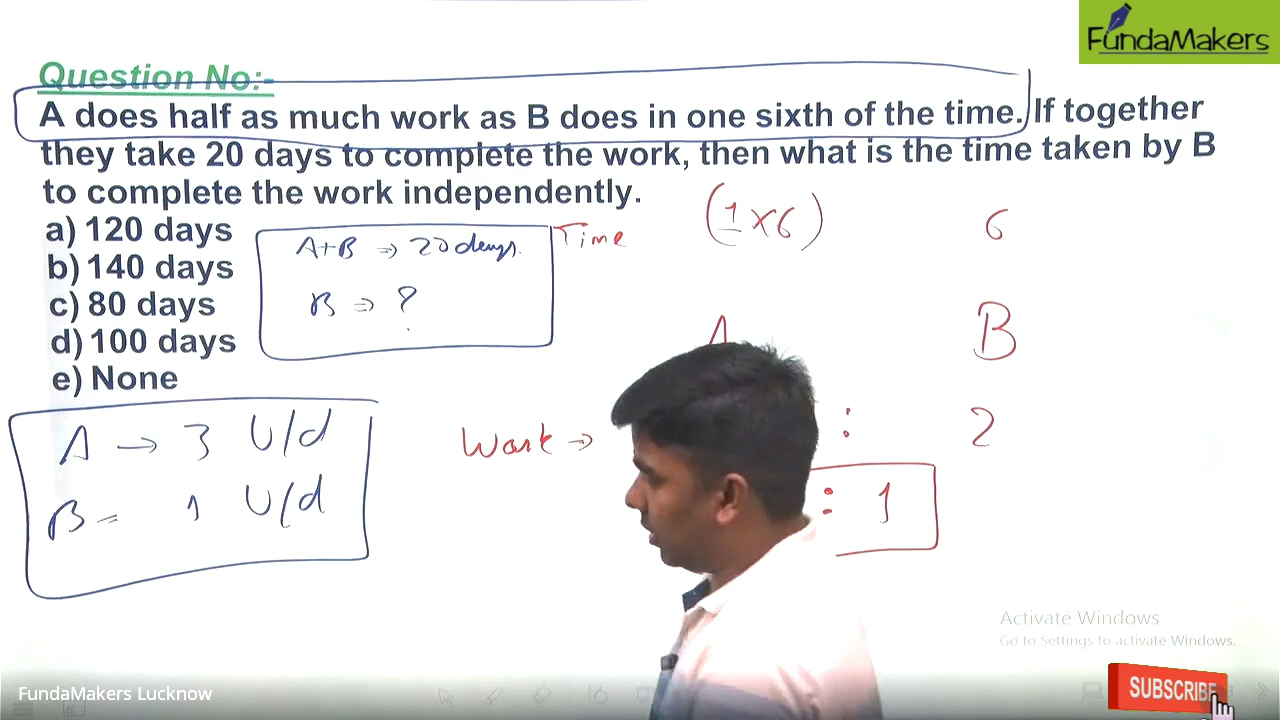 FundaMakers
Question No:-
A does half as much work as B does in one sixth of the time. If together
they take 20 days to complete the work, then what is the time taken by B
to complete the work independently.
a) 120 days
b) 140 days
c) 80 days
d) 100 days
e) None
A+B ⇒ 20 days.
B ⇒ ?
Time (1×6) 6
A B
Work ⇒ : 2
: 1
A → 3 U/d
B = 1 U/d
Activate Windows
Go to Settings to activate Windows.
FundaMakers Lucknow
SUBSCRIBE